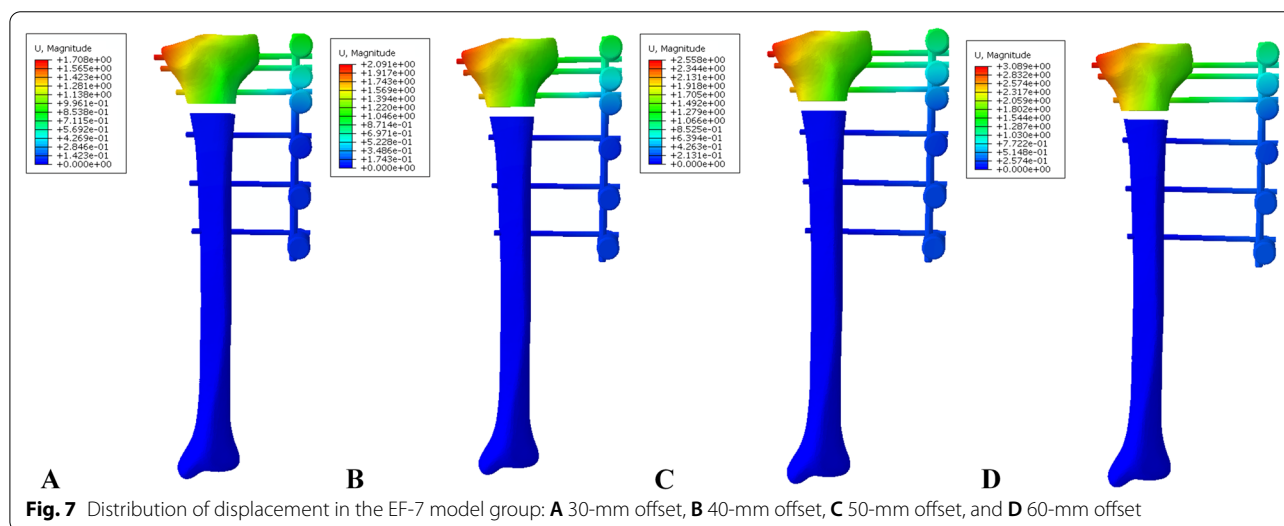 U, Magnitude
+1.708e+00
+1.565e+00
+1.423e+00
+1.281e+00
+1.138e+00
+9.961e-01
+8.538e-01
+7.115e-01
+5.692e-01
+4.269e-01
+2.846e-01
+1.423e-01
+0.000e+00
A
U, Magnitude
+2.091e+00
+1.917e+00
+1.743e+00
+1.569e+00
+1.394e+00
+1.220e+00
+1.046e+00
+8.714e-01
+6.971e-01
+5.228e-01
+3.486e-01
+1.743e-01
+0.000e+00
B
U, Magnitude
+2.558e+00
+2.344e+00
+2.131e+00
+1.918e+00
+1.705e+00
+1.492e+00
+1.279e+00
+1.066e+00
+8.525e-01
+6.394e-01
+4.263e-01
+2.131e-01
+0.000e+00
C
U, Magnitude
+3.089e+00
+2.832e+00
+2.574e+00
+2.317e+00
+2.059e+00
+1.802e+00
+1.544e+00
+1.287e+00
+1.030e+00
+7.722e-01
+5.148e-01
+2.574e-01
+0.000e+00
D
Fig. 7 Distribution of displacement in the EF-7 model group: A 30-mm offset, B 40-mm offset, C 50-mm offset, and D 60-mm offset